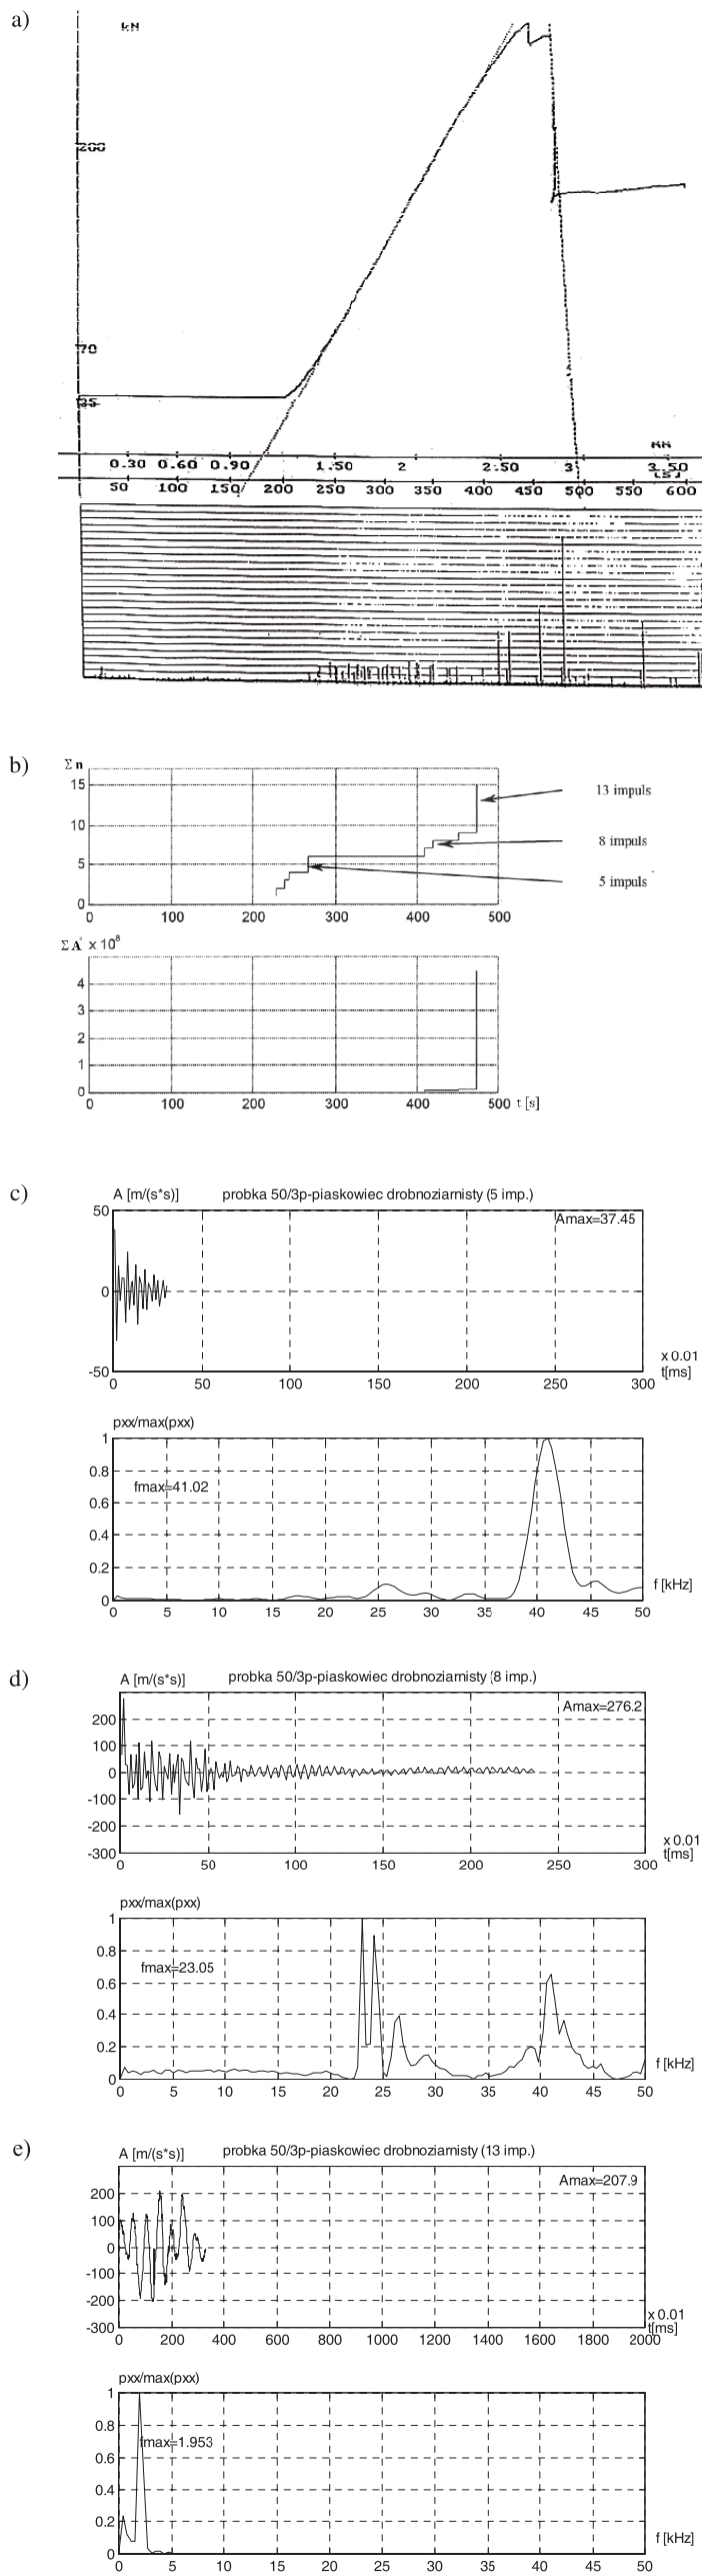 a)
kN
200
70
35
MM
0.30 0.60 0.90 1.50 2 2.50 3 3.50
[S]
50 100 150 200 250 300 350 400 450 500 550 600
b)
Σ n
15
10
5
0
0 100 200 300 400 500
13 impuls
8 impuls
5 impuls
Σ A² x 10⁸
4
3
2
1
0
0 100 200 300 400 500 t [s]
c)
A [m/(s*s)] probka 50/3p-piaskowiec drobnoziarnisty (5 imp.)
50
Amax=37.45
0
-50
0 50 100 150 200 250 300
x 0.01
t[ms]
pxx/max(pxx)
1
0.8
fmax=41.02
0.6
0.4
0.2
0
f [kHz]
0 5 10 15 20 25 30 35 40 45 50
d)
A [m/(s*s)] probka 50/3p-piaskowiec drobnoziarnisty (8 imp.)
Amax=276.2
200
100
0
-100
-200
-300
0 50 100 150 200 250 300
x 0.01
t[ms]
pxx/max(pxx)
1
0.8
fmax=23.05
0.6
0.4
0.2
0
f [kHz]
0 5 10 15 20 25 30 35 40 45 50
e)
A [m/(s*s)] probka 50/3p-piaskowiec drobnoziarnisty (13 imp.)
Amax=207.9
200
100
0
-100
-200
-300
0 200 400 600 800 1000 1200 1400 1600 1800 2000
x 0.01
t[ms]
pxx/max(pxx)
1
0.8
fmax=1.953
0.6
0.4
0.2
0
f [kHz]
0 5 10 15 20 25 30 35 40 45 50